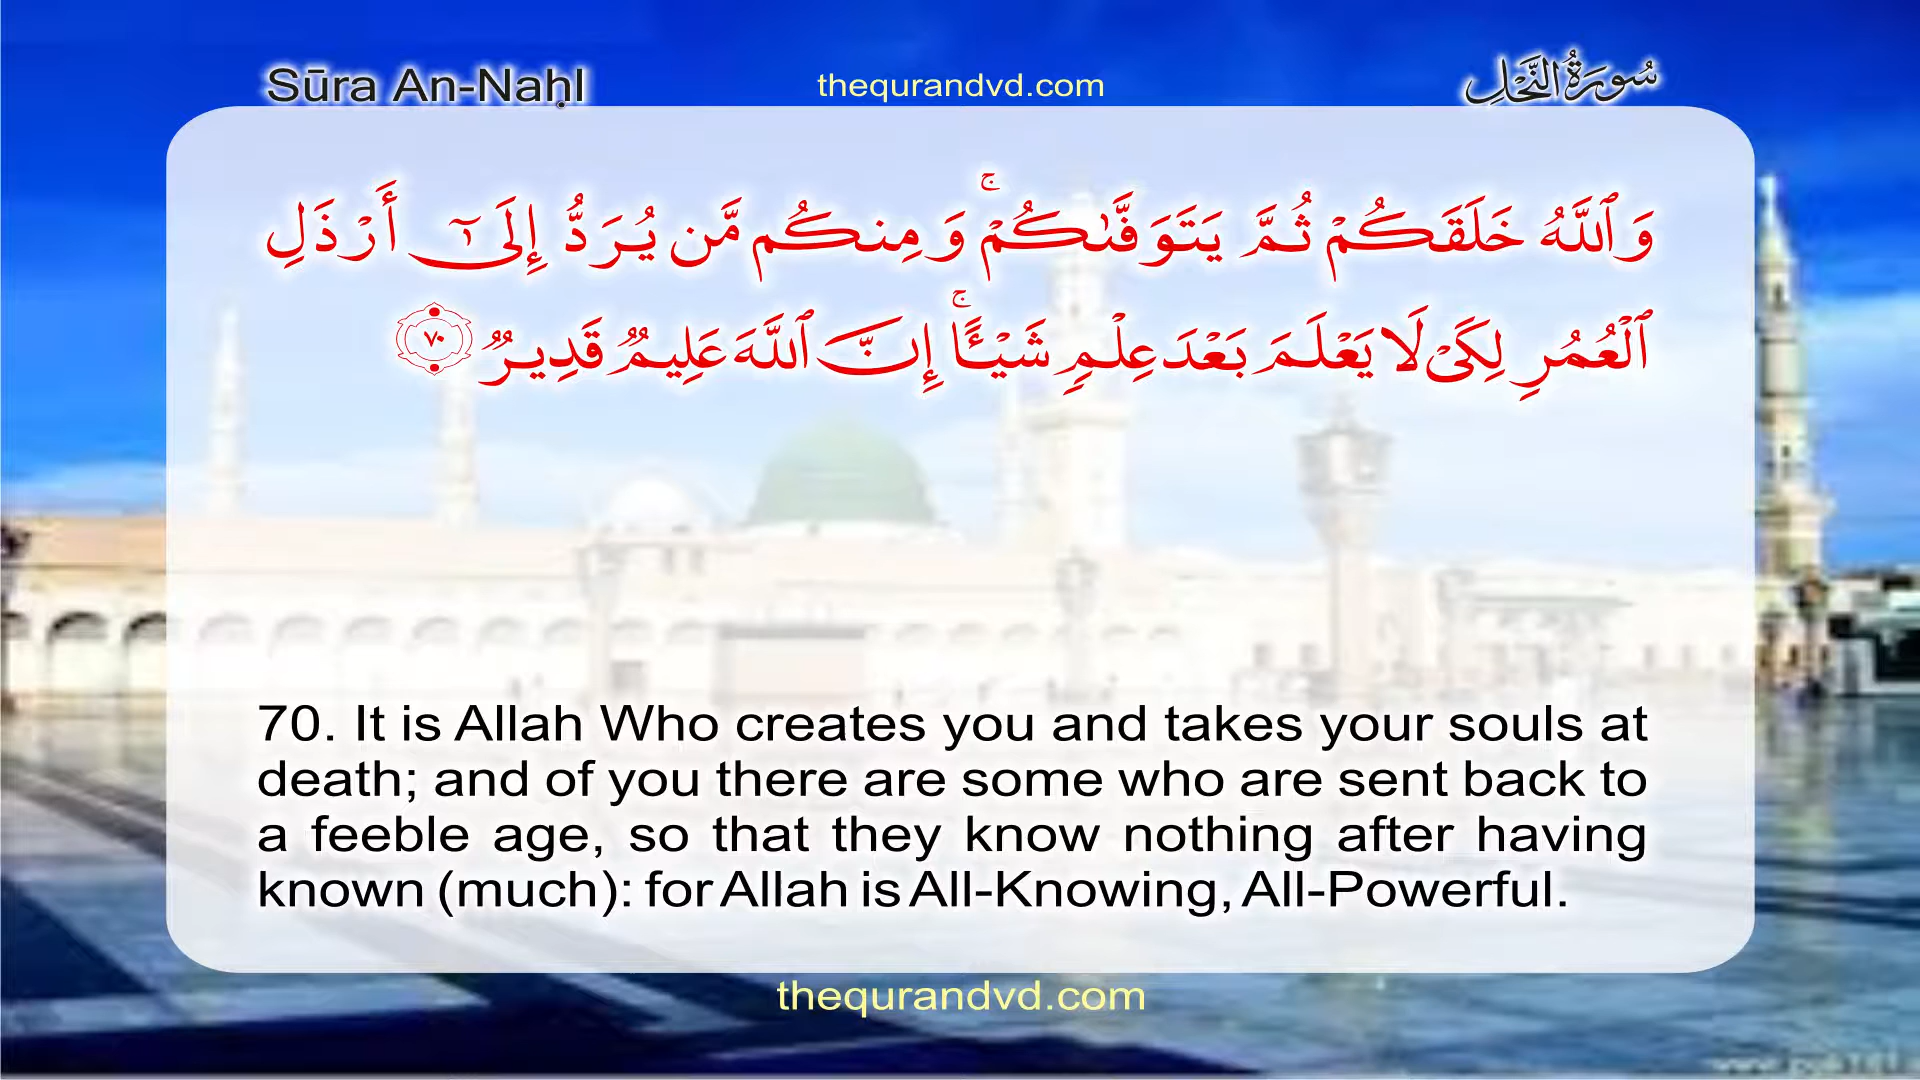 Sūra An-Naḥl
thequrandvd.com
سُورَةُ النَّحْلِ
وَٱللَّهُ خَلَقَكُمْ ثُمَّ يَتَوَفَّىٰكُمْ ۚ وَمِنكُم مَّن يُرَدُّ إِلَىٰٓ أَرْذَلِ
ٱلْعُمُرِ لِكَىْ لَا يَعْلَمَ بَعْدَ عِلْمٍ شَيْـًٔا ۚ إِنَّ ٱللَّهَ عَلِيمٌ قَدِيرٌ ٧٠
70. It is Allah Who creates you and takes your souls at
death; and of you there are some who are sent back to
a feeble age, so that they know nothing after having
known (much): for Allah is All-Knowing, All-Powerful.
thequrandvd.com